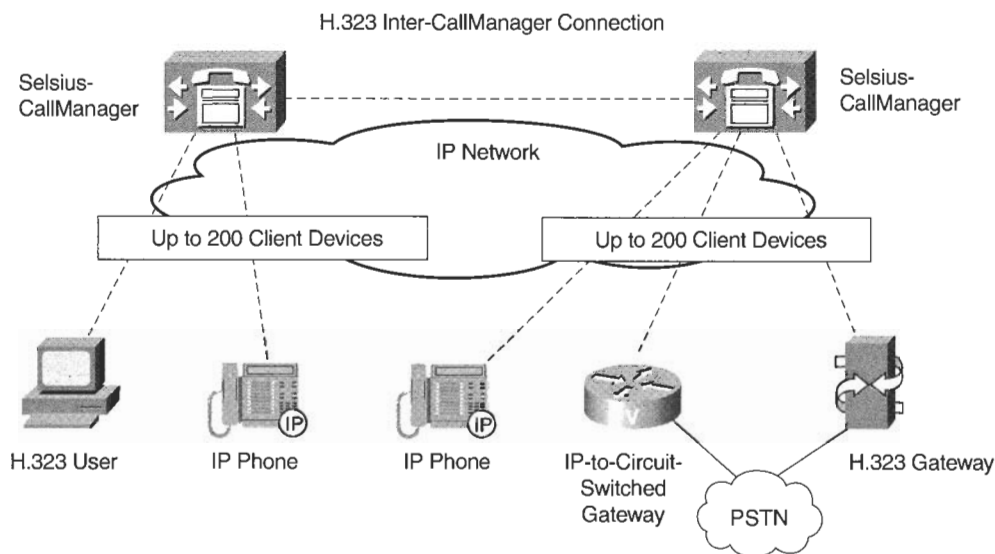 H.323 Inter-CallManager Connection
Selsius-
CallManager
Selsius-
CallManager
IP Network
Up to 200 Client Devices
Up to 200 Client Devices
IP
IP
V
H.323 User
IP Phone
IP Phone
IP-to-Circuit-
Switched
Gateway
H.323 Gateway
PSTN